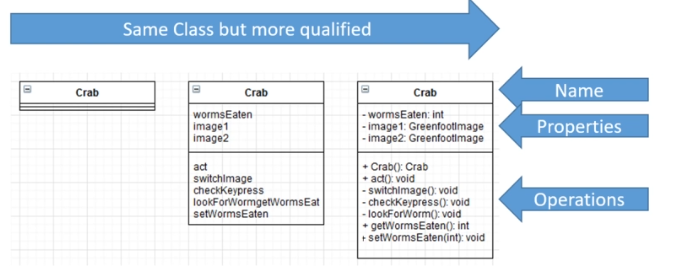 Same Class but more qualified
Crab
Crab
wormsEaten
image1
image2
act
switchImage
checkKeypress
lookForWormgetWormsEat
setWormsEaten
Crab
- wormsEaten: int
- image1: GreenfootImage
- image2: GreenfootImage
+ Crab(): Crab
+ act(): void
- switchImage(): void
- checkKeypress(): void
- lookForWorm(): void
+ getWormsEaten(): int
+ setWormsEaten(int): void
Name
Properties
Operations